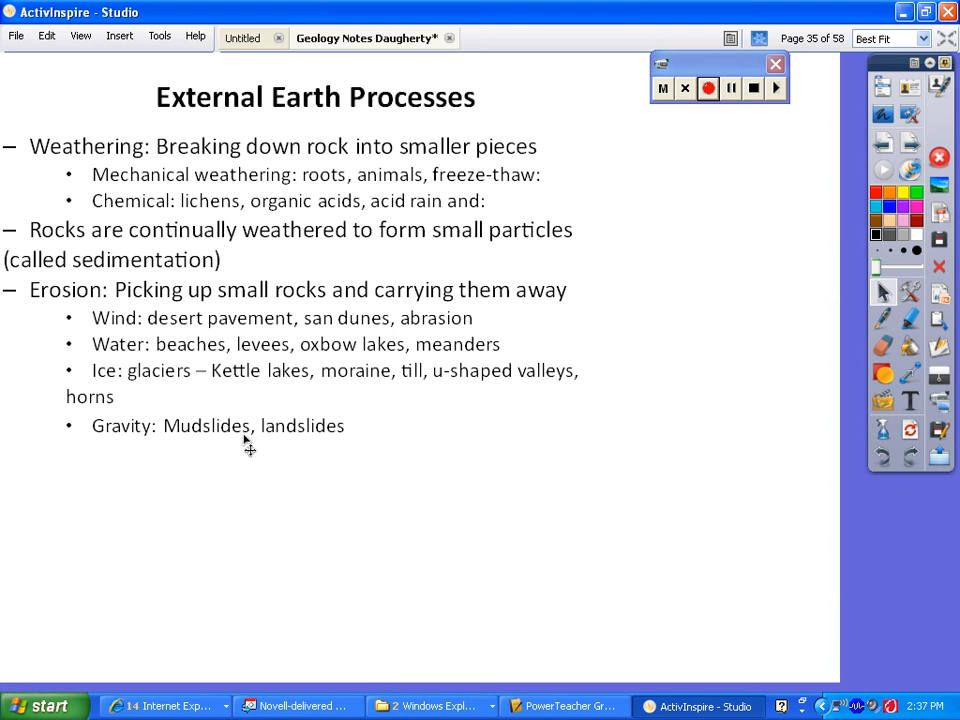 ActivInspire - Studio
File Edit View Insert Tools Help
Untitled
Geology Notes Daugherty*
Page 35 of 58
Best Fit
M
External Earth Processes
– Weathering: Breaking down rock into smaller pieces
• Mechanical weathering: roots, animals, freeze-thaw:
• Chemical: lichens, organic acids, acid rain and:
– Rocks are continually weathered to form small particles
(called sedimentation)
– Erosion: Picking up small rocks and carrying them away
• Wind: desert pavement, san dunes, abrasion
• Water: beaches, levees, oxbow lakes, meanders
• Ice: glaciers – Kettle lakes, moraine, till, u-shaped valleys,
horns
• Gravity: Mudslides, landslides
T
start
14 Internet Exp...
Novell-delivered ...
2 Windows Expl...
PowerTeacher Gr...
ActivInspire - Studio
2:37 PM